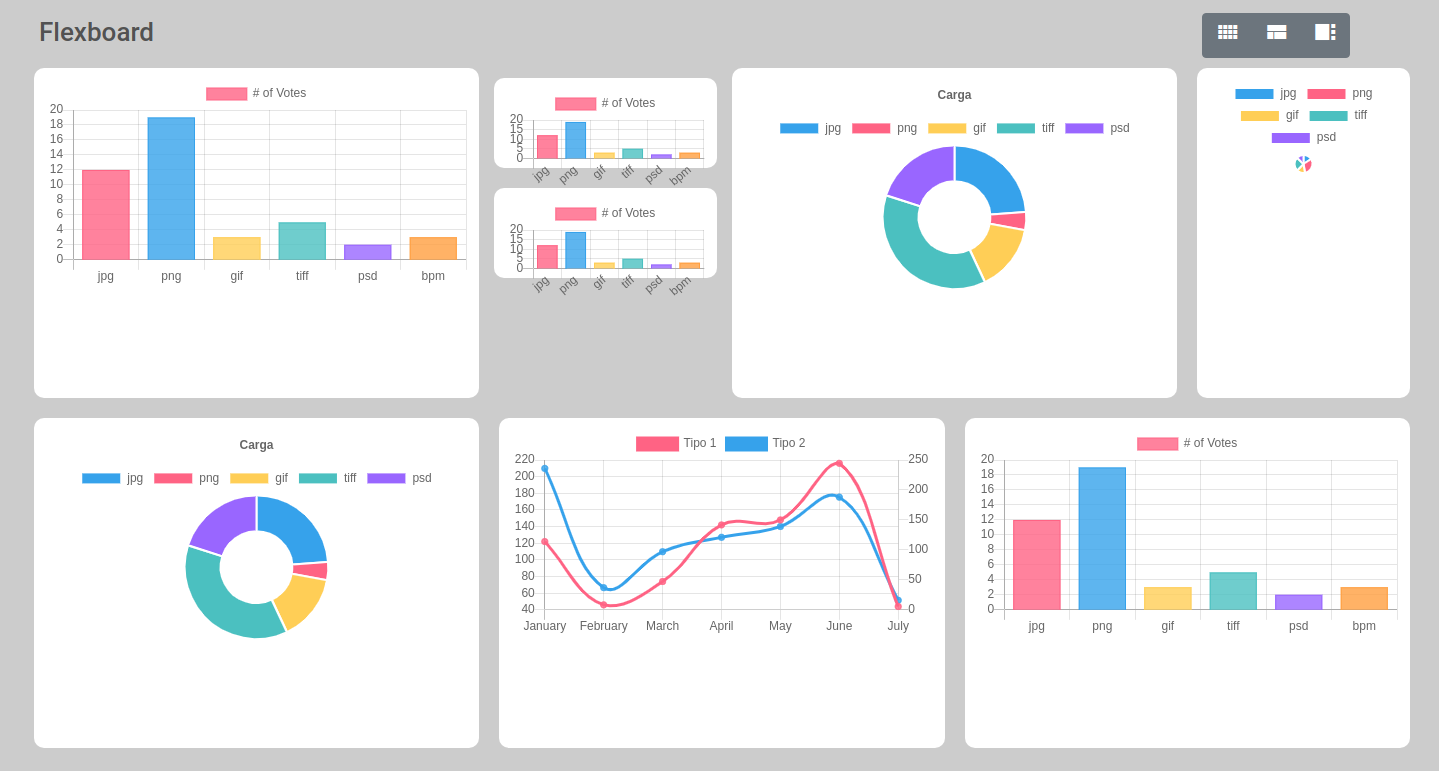 Flexboard
# of Votes
20
18
16
14
12
10
8
6
4
2
0
jpg png gif tiff psd bpm
# of Votes
20
15
10
5
0
jpg png gif tiff psd bpm
# of Votes
20
15
10
5
0
jpg png gif tiff psd bpm
Carga
jpg png gif tiff psd
jpg png
gif tiff
psd
Carga
jpg png gif tiff psd
Tipo 1 Tipo 2
220 250
200
180 200
160
140 150
120
100 100
80
60 50
40 0
January February March April May June July
# of Votes
20
18
16
14
12
10
8
6
4
2
0
jpg png gif tiff psd bpm